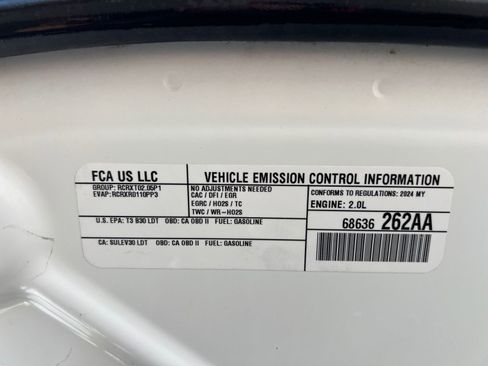 FCA US LLC
VEHICLE EMISSION CONTROL INFORMATION
GROUP: RCRXT02.05P1
EVAP: RCRXR0110PP3
NO ADJUSTMENTS NEEDED
CAC / DFI / EGR
EGRC / HO2S / TC
TWC / WR-HO2S
CONFORMS TO REGULATIONS: 2024 MY
ENGINE: 2.0L
U.S. EPA: T3 B30 LDT OBD: CA OBD II FUEL: GASOLINE
CA: SULEV30 LDT OBD: CA OBD II FUEL: GASOLINE
68636 262AA